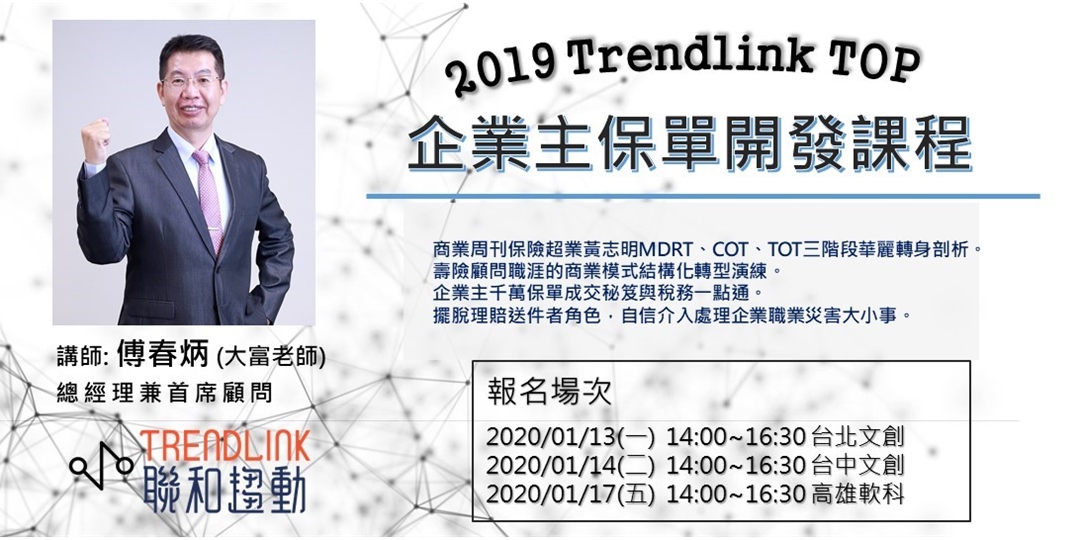 2019 Trendlink TOP
企業主保單開發課程
商業周刊保險超業黃志明MDRT、COT、TOT三階段華麗轉身剖析。
壽險顧問職涯的商業模式結構化轉型演練。
企業主千萬保單成交秘笈與稅務一點通。
擺脫理賠送件者角色，自信介入處理企業職業災害大小事。
講師: 傅春炳 (大富老師)
總經理兼首席顧問
TRENDLINK
聯和趨動
報名場次
2020/01/13(一) 14:00~16:30 台北文創
2020/01/14(二) 14:00~16:30 台中文創
2020/01/17(五) 14:00~16:30 高雄軟科